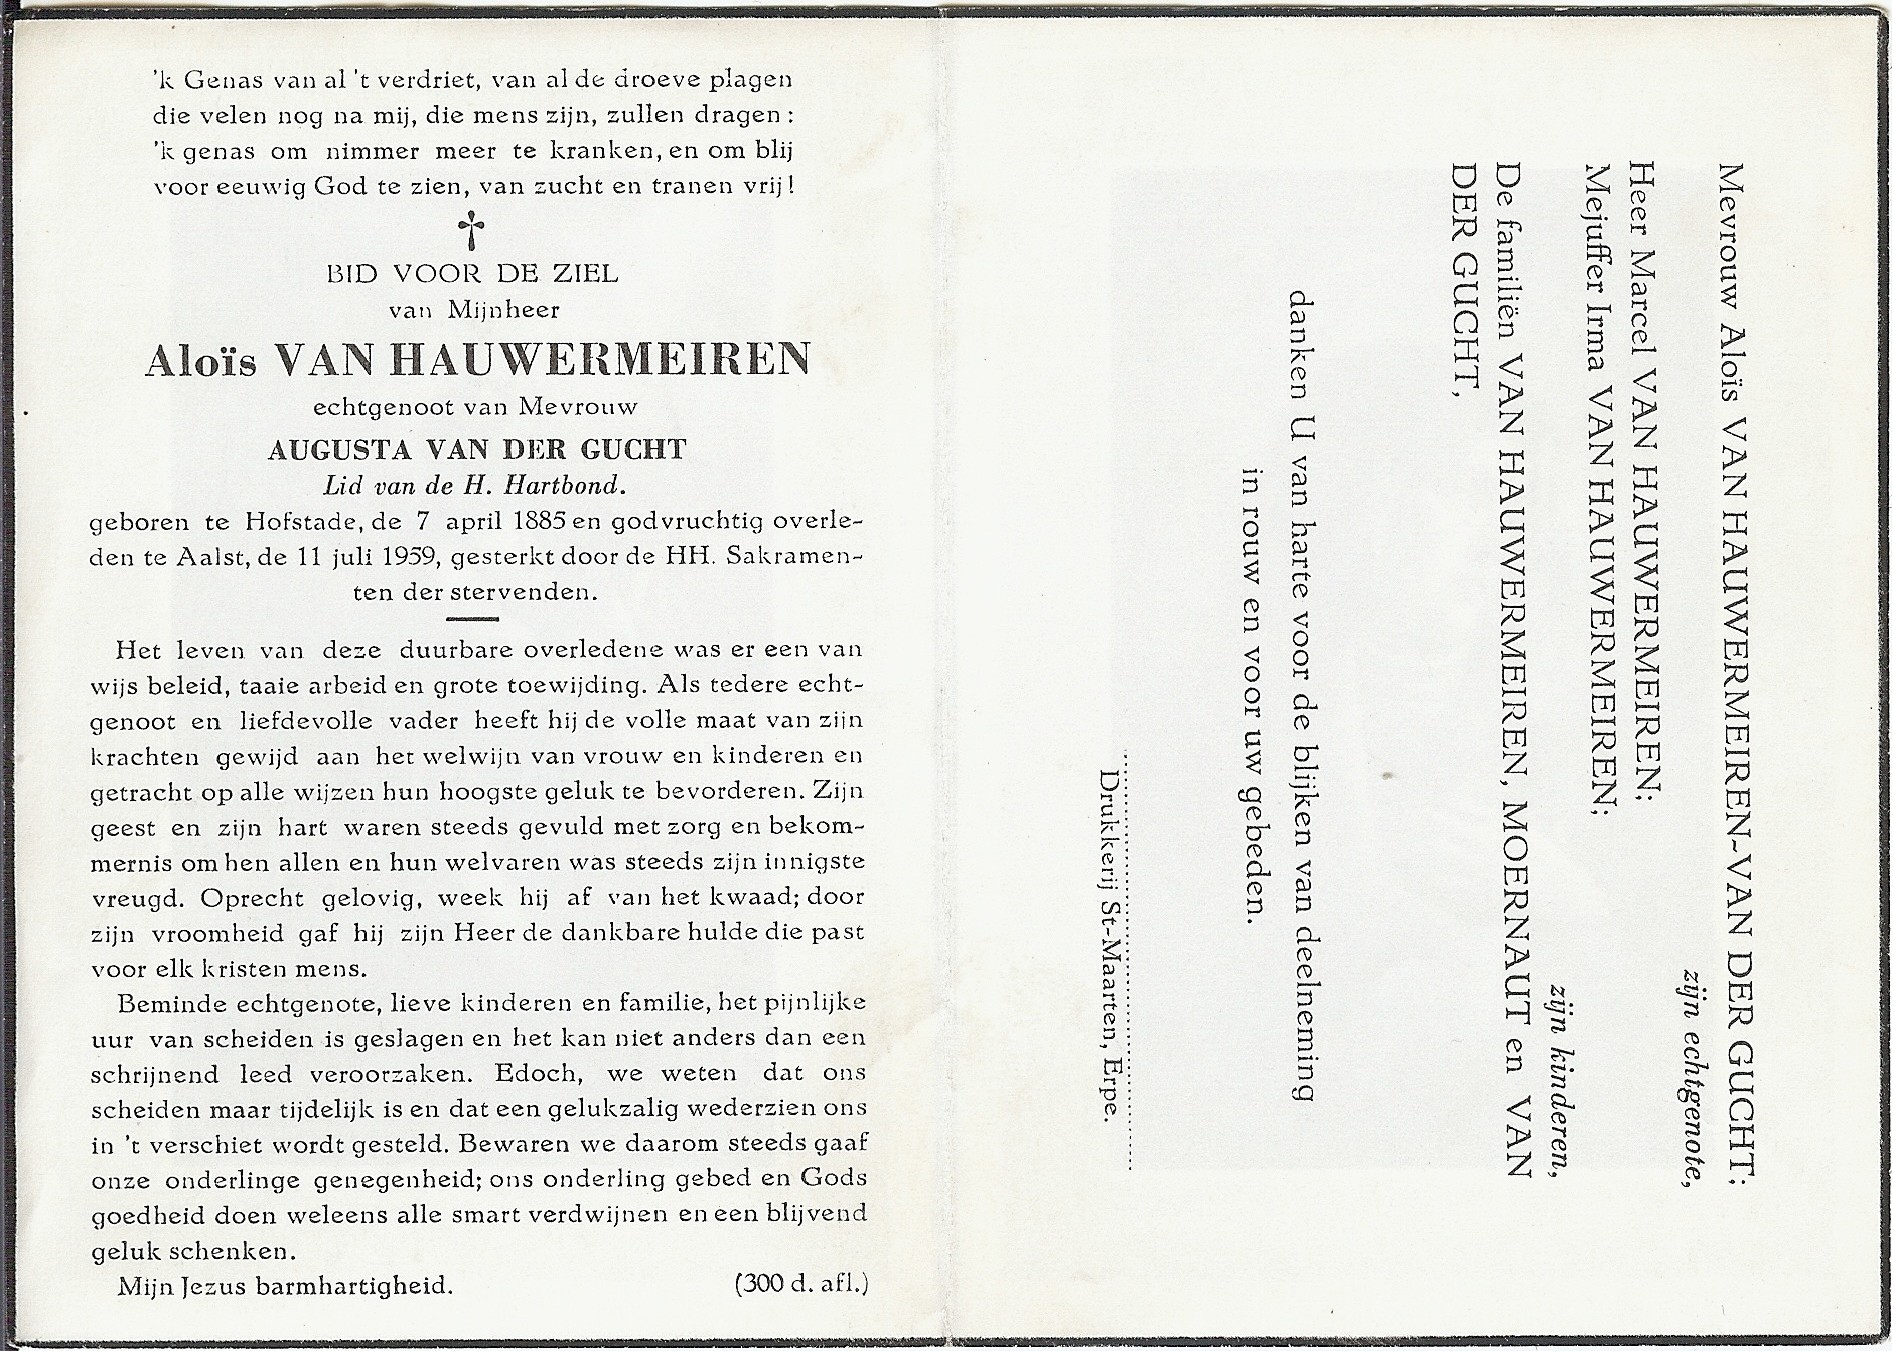 'k Genas van al 't verdriet, van al de droeve plagen
die velen nog na mij, die mens zijn, zullen dragen :
'k genas om nimmer meer te kranken, en om blij
voor eeuwig God te zien, van zucht en tranen vrij !
BID VOOR DE ZIEL
van Mijnheer
Aloïs VAN HAUWERMEIREN
echtgenoot van Mevrouw
AUGUSTA VAN DER GUCHT
Lid van de H. Hartbond.
geboren te Hofstade, de 7 april 1885 en godvruchtig overle-
den te Aalst, de 11 juli 1959, gesterkt door de HH. Sakramen-
ten der stervenden.
Het leven van deze duurbare overledene was er een van
wijs beleid, taaie arbeid en grote toewijding. Als tedere echt-
genoot en liefdevolle vader heeft hij de volle maat van zijn
krachten gewijd aan het welwijn van vrouw en kinderen en
getracht op alle wijzen hun hoogste geluk te bevorderen. Zijn
geest en zijn hart waren steeds gevuld met zorg en bekom-
mernis om hen allen en hun welvaren was steeds zijn innigste
vreugd. Oprecht gelovig, week hij af van het kwaad; door
zijn vroomheid gaf hij zijn Heer de dankbare hulde die past
voor elk kristen mens.
Beminde echtgenote, lieve kinderen en familie, het pijnlijke
uur van scheiden is geslagen en het kan niet anders dan een
schrijnend leed veroorzaken. Edoch, we weten dat ons
scheiden maar tijdelijk is en dat een gelukzalig wederzien ons
in 't verschiet wordt gesteld. Bewaren we daarom steeds gaaf
onze onderlinge genegenheid; ons onderling gebed en Gods
goedheid doen weleens alle smart verdwijnen en een blijvend
geluk schenken.
Mijn Jezus barmhartigheid. (300 d. afl.)
Mevrouw Aloïs VAN HAUWERMEIREN-VAN DER GUCHT;
zijn echtgenote,
Heer Marcel VAN HAUWERMEIREN;
Mejuffer Irma VAN HAUWERMEIREN;
zijn kinderen,
De familiën VAN HAUWERMEIREN, MOERNAUT en VAN
DER GUCHT,
danken U van harte voor de blijken van deelneming
in rouw en voor uw gebeden.
Drukkerij St-Maarten, Erpe.